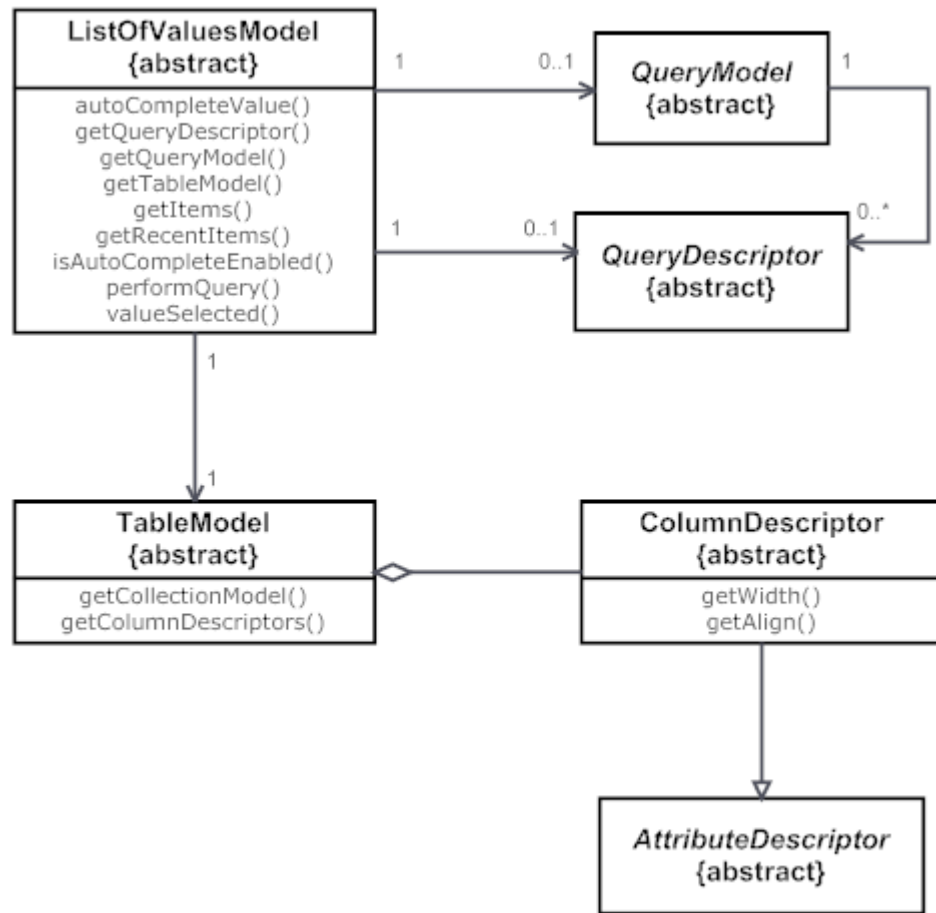 ListOfValuesModel
{abstract}
autoCompleteValue()
getQueryDescriptor()
getQueryModel()
getTableModel()
getItems()
getRecentItems()
isAutoCompleteEnabled()
performQuery()
valueSelected()
1
0..1
QueryModel
{abstract}
1
0..*
1
0..1
QueryDescriptor
{abstract}
1
1
TableModel
{abstract}
getCollectionModel()
getColumnDescriptors()
ColumnDescriptor
{abstract}
getWidth()
getAlign()
AttributeDescriptor
{abstract}